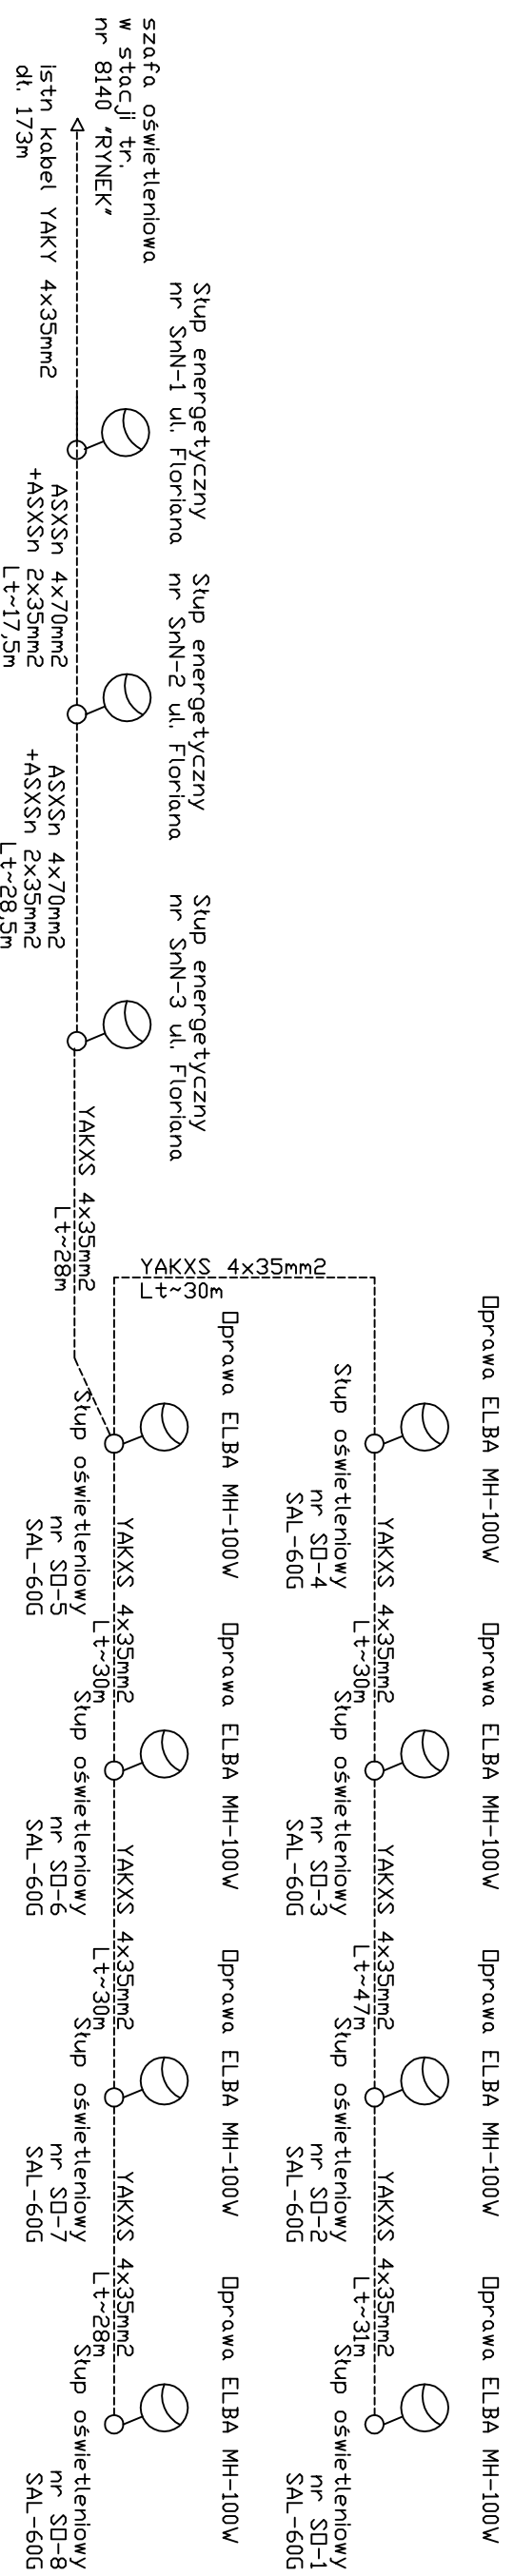 szafa oświetleniowa
w stacji tr.
nr 8140 "RYNEK"
istn kabel YAKY 4x35mm2
dł. 173m
Słup energetyczny
nr SnN-1 ul. Floriana
ASXSn 4x70mm2
+ASXSn 2x35mm2
Lt~17,5m
Słup energetyczny
nr SnN-2 ul. Floriana
ASXSn 4x70mm2
+ASXSn 2x35mm2
Lt~28,5m
Słup energetyczny
nr SnN-3 ul. Floriana
YAKXS 4x35mm2
Lt~28m
YAKXS 4x35mm2
Lt~30m
Oprawa ELBA MH-100W
Słup oświetleniowy
nr SO-4
SAL-60G
YAKXS 4x35mm2
Lt~30m
Oprawa ELBA MH-100W
Słup oświetleniowy
nr SO-3
SAL-60G
YAKXS 4x35mm2
Lt~47m
Oprawa ELBA MH-100W
Słup oświetleniowy
nr SO-2
SAL-60G
YAKXS 4x35mm2
Lt~31m
Oprawa ELBA MH-100W
Słup oświetleniowy
nr SO-1
SAL-60G
Oprawa ELBA MH-100W
Słup oświetleniowy
nr SO-5
SAL-60G
YAKXS 4x35mm2
Lt~30m
Oprawa ELBA MH-100W
Słup oświetleniowy
nr SO-6
SAL-60G
YAKXS 4x35mm2
Lt~30m
Oprawa ELBA MH-100W
Słup oświetleniowy
nr SO-7
SAL-60G
YAKXS 4x35mm2
Lt~28m
Oprawa ELBA MH-100W
Słup oświetleniowy
nr SO-8
SAL-60G